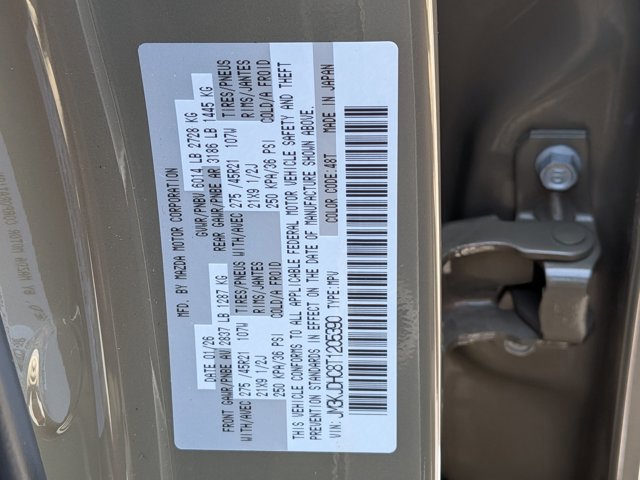 MFD. BY MAZDA MOTOR CORPORATION
DATE 01/26 GVWR/PNBV 6014 LB 2728 KG
FRONT GAWR/PNBE AV 2837 LB 1287 KG REAR GAWR/PNBE AR 3186 LB 1445 KG
WITH/AVEC 275 /45R21 107W TIRES/PNEUS WITH/AVEC 275 /45R21 107W TIRES/PNEUS
21X9 1/2J RIMS/JANTES 21X9 1/2J RIMS/JANTES
250 KPA/36 PSI COLD/A FROID 250 KPA/36 PSI COLD/A FROID
THIS VEHICLE CONFORMS TO ALL APPLICABLE FEDERAL MOTOR VEHICLE SAFETY AND THEFT
PREVENTION STANDARDS IN EFFECT ON THE DATE OF MANUFACTURE SHOWN ABOVE.
VIN: JM3KJDHC8T1205390 TYPE:MPV COLOR CODE:48T MADE IN JAPAN